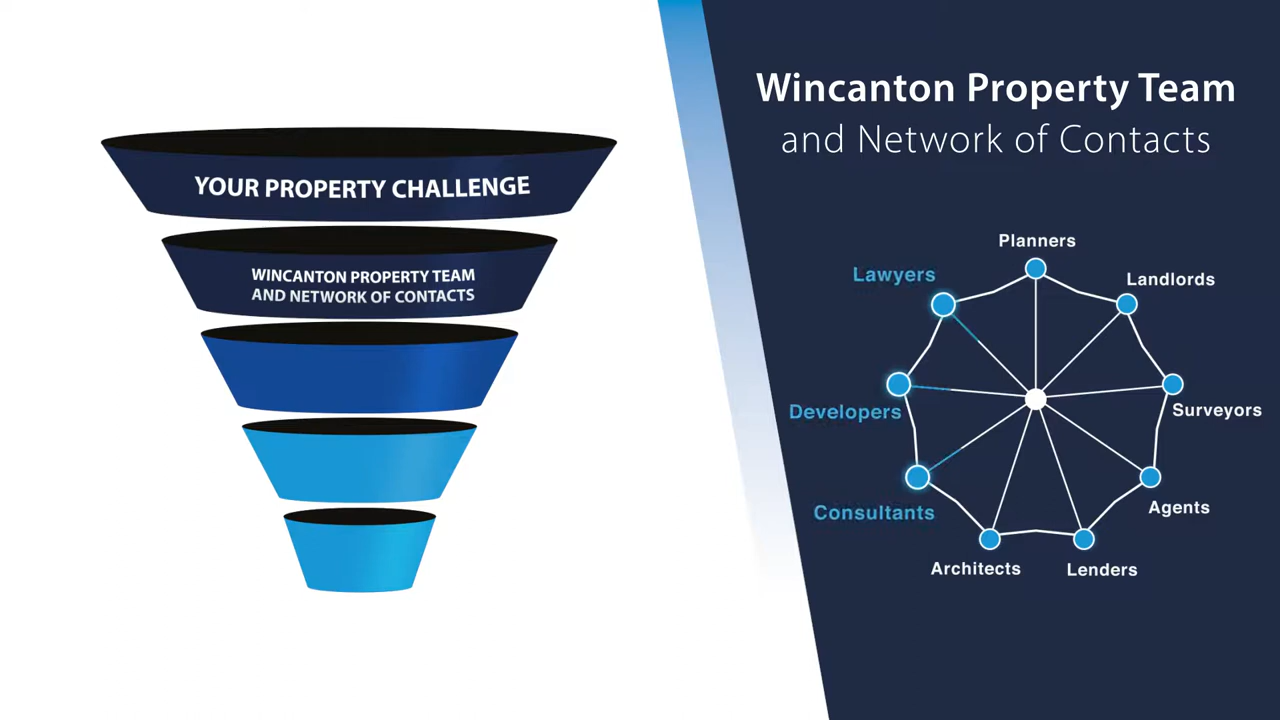 YOUR PROPERTY CHALLENGE
WINCANTON PROPERTY TEAM
AND NETWORK OF CONTACTS
Wincanton Property Team
and Network of Contacts
Planners
Lawyers
Landlords
Developers
Surveyors
Consultants
Agents
Architects
Lenders